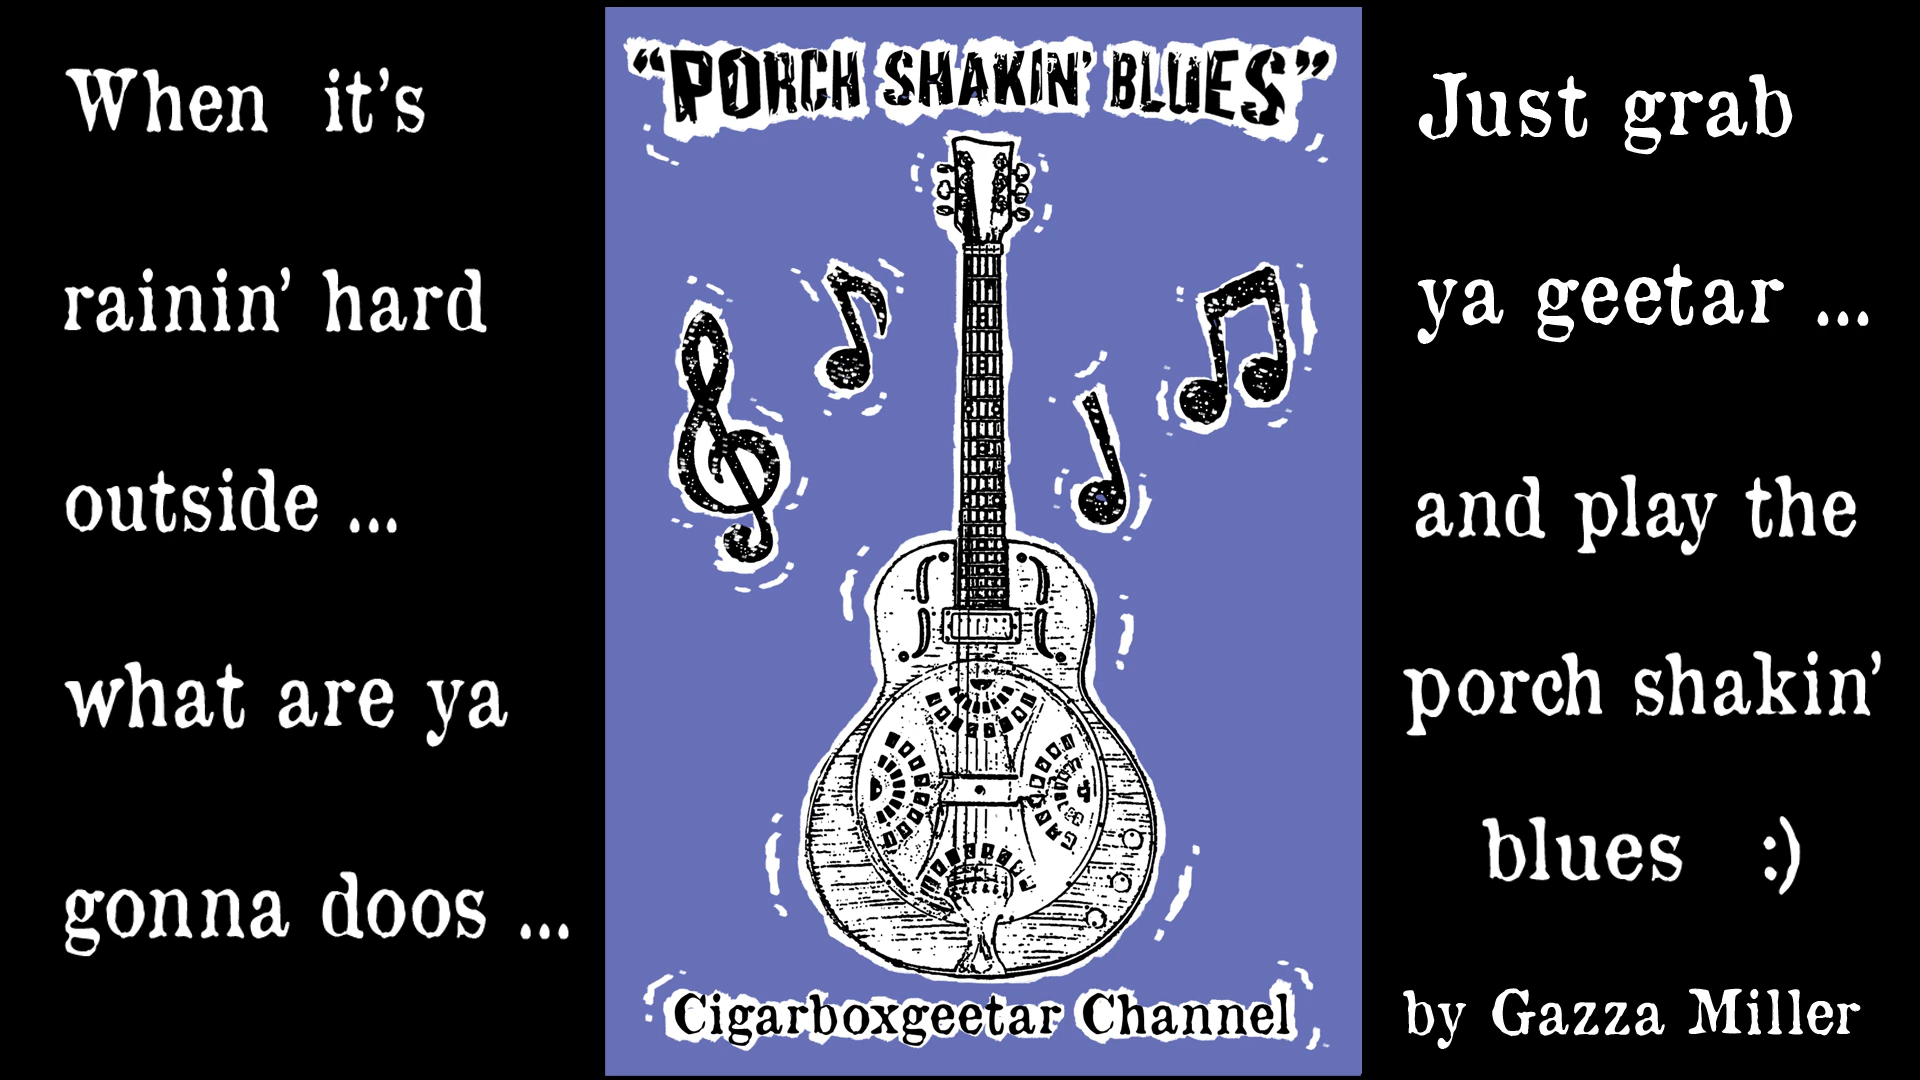 When it's
rainin' hard
outside ...
what are ya
gonna doos ...
"PORCH SHAKIN' BLUES"
Cigarboxgeetar Channel
Just grab
ya geetar ...
and play the
porch shakin'
blues :)
by Gazza Miller